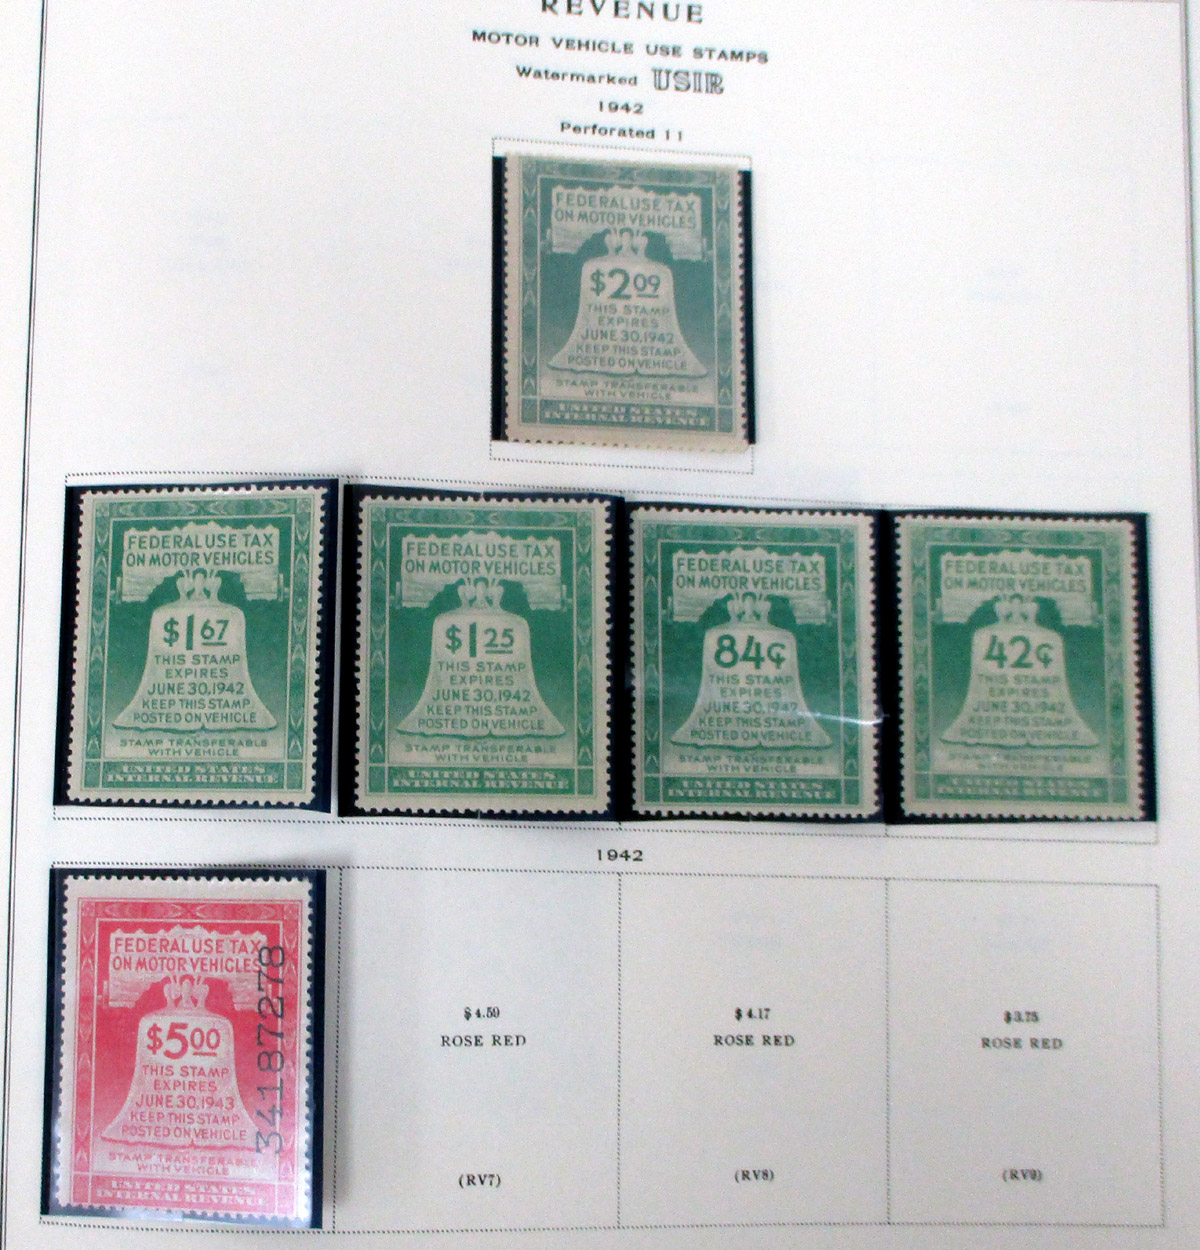 REVENUE
MOTOR VEHICLE USE STAMPS
Watermarked USIR
1942
Perforated 11
FEDERAL USE TAX
ON MOTOR VEHICLES
$2.09
THIS STAMP
EXPIRES
JUNE 30,1942
KEEP THIS STAMP
POSTED ON VEHICLE
STAMP TRANSFERABLE
WITH VEHICLE
UNITED STATES
INTERNAL REVENUE
FEDERAL USE TAX
ON MOTOR VEHICLES
$1 67
THIS STAMP
EXPIRES
JUNE 30,1942
KEEP THIS STAMP
POSTED ON VEHICLE
STAMP TRANSFERABLE
WITH VEHICLE
UNITED STATES
INTERNAL REVENUE
FEDERAL USE TAX
ON MOTOR VEHICLES
$1 25
THIS STAMP
EXPIRES
JUNE 30,1942
KEEP THIS STAMP
POSTED ON VEHICLE
STAMP TRANSFERABLE
WITH VEHICLE
UNITED STATES
INTERNAL REVENUE
FEDERAL USE TAX
ON MOTOR VEHICLES
84¢
THIS STAMP
EXPIRES
JUNE 30,1942
KEEP THIS STAMP
POSTED ON VEHICLE
STAMP TRANSFERABLE
WITH VEHICLE
UNITED STATES
INTERNAL REVENUE
FEDERAL USE TAX
ON MOTOR VEHICLES
42¢
THIS STAMP
EXPIRES
JUNE 30,1942
KEEP THIS STAMP
POSTED ON VEHICLE
STAMP TRANSFERABLE
WITH VEHICLE
UNITED STATES
INTERNAL REVENUE
1942
FEDERAL USE TAX
ON MOTOR VEHICLES
$5.00
THIS STAMP
EXPIRES
JUNE 30,1943
KEEP THIS STAMP
POSTED ON VEHICLE
STAMP TRANSFERABLE
WITH VEHICLE
UNITED STATES
INTERNAL REVENUE
34187278
$4.59
ROSE RED
(RV7)
$4.17
ROSE RED
(RV8)
$3.75
ROSE RED
(RV9)